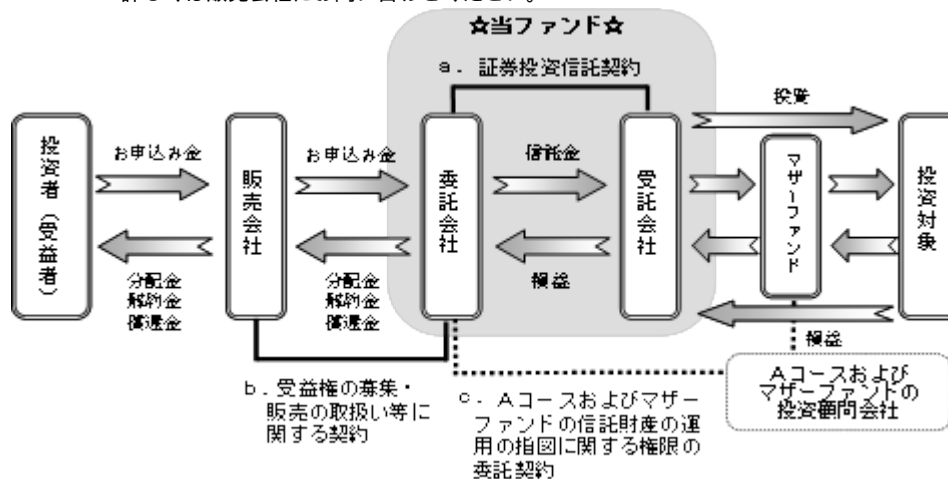 ☆当ファンド☆
a．証券投資信託契約
投資
投資者（受益者）
お申込み金
販売会社
お申込み金
委託会社
信託金
受託会社
マザーファンド
投資対象
分配金
解約金
償還金
分配金
解約金
償還金
損益
損益
b．受益権の募集・
販売の取扱い等に
関する契約
c．Aコースおよびマザー
ファンドの信託財産の運
用の指図に関する権限の
委託契約
Aコースおよび
マザーファンドの
投資顧問会社